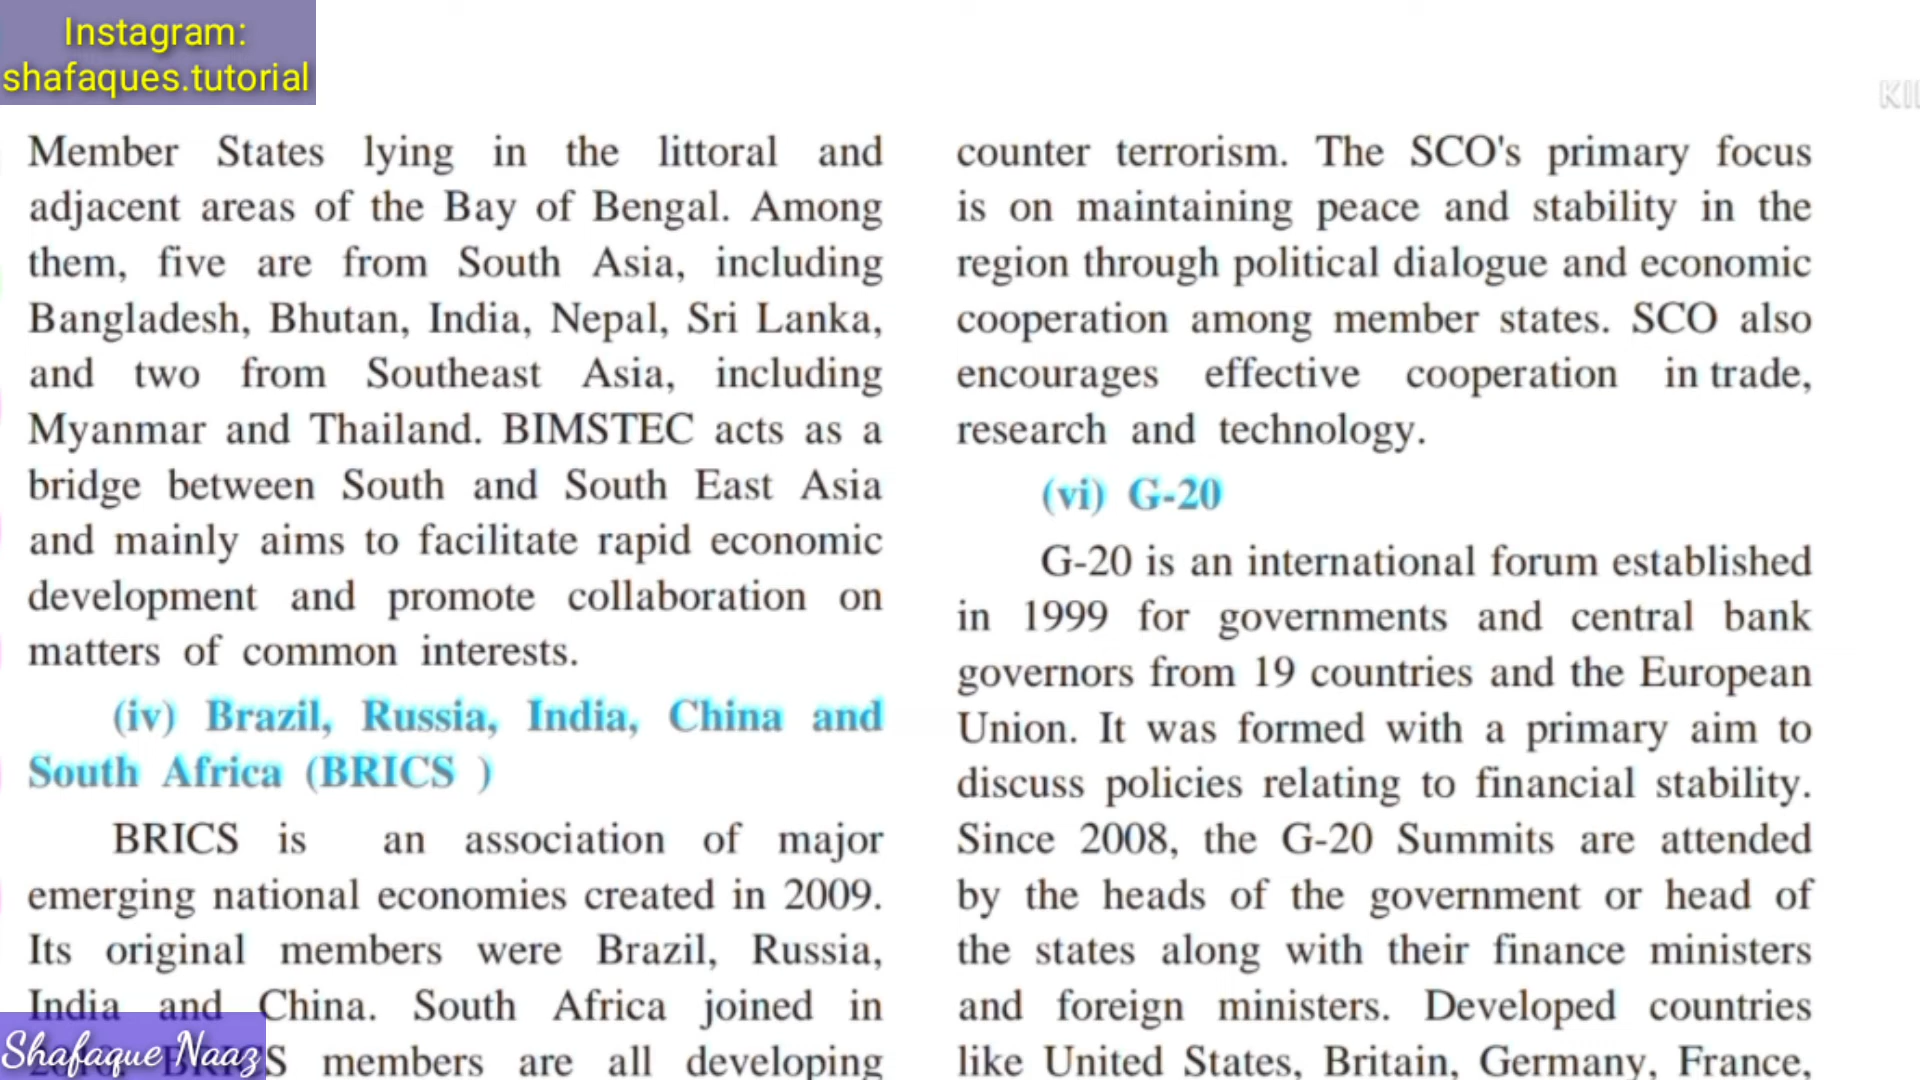 Instagram:
shafaques.tutorial
Member States lying in the littoral and
adjacent areas of the Bay of Bengal. Among
them, five are from South Asia, including
Bangladesh, Bhutan, India, Nepal, Sri Lanka,
and two from Southeast Asia, including
Myanmar and Thailand. BIMSTEC acts as a
bridge between South and South East Asia
and mainly aims to facilitate rapid economic
development and promote collaboration on
matters of common interests.
(iv) Brazil, Russia, India, China and
South Africa (BRICS )
BRICS is an association of major
emerging national economies created in 2009.
Its original members were Brazil, Russia,
India and China. South Africa joined in
2010. BRICS members are all developing
Shafaque Naaz
counter terrorism. The SCO's primary focus
is on maintaining peace and stability in the
region through political dialogue and economic
cooperation among member states. SCO also
encourages effective cooperation in trade,
research and technology.
(vi) G-20
G-20 is an international forum established
in 1999 for governments and central bank
governors from 19 countries and the European
Union. It was formed with a primary aim to
discuss policies relating to financial stability.
Since 2008, the G-20 Summits are attended
by the heads of the government or head of
the states along with their finance ministers
and foreign ministers. Developed countries
like United States, Britain, Germany, France,